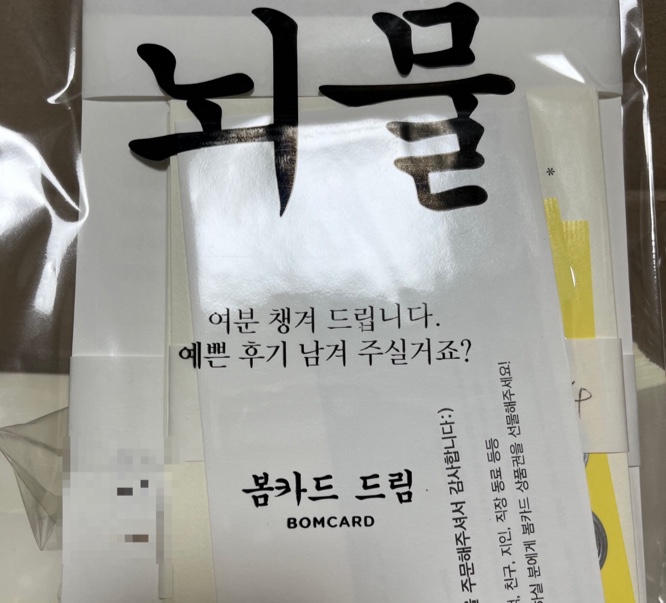 뇌물
여분 챙겨 드립니다.
예쁜 후기 남겨 주실거죠?
봄카드 드림
BOMCARD
주문해주셔서 감사합니다:)
친구, 지인, 직장 동료 등등
하실 분에게 봄카드 상품권을 선물해주세요!
*